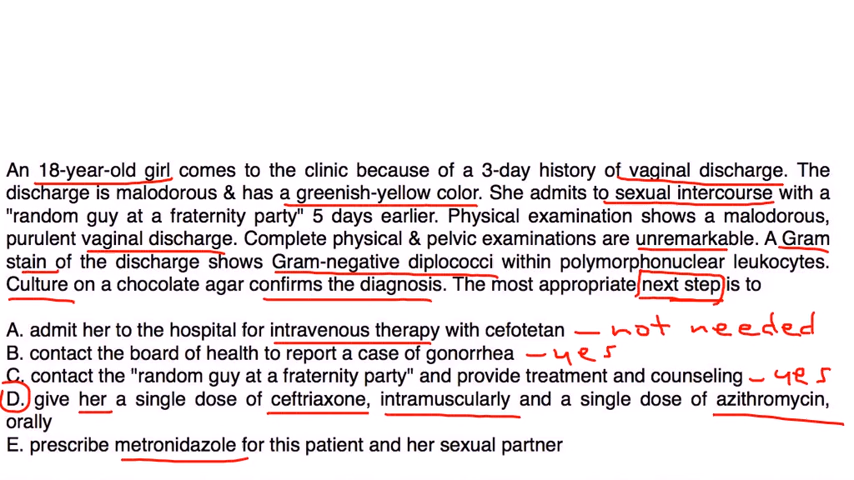 An 18-year-old girl comes to the clinic because of a 3-day history of vaginal discharge. The
discharge is malodorous & has a greenish-yellow color. She admits to sexual intercourse with a
"random guy at a fraternity party" 5 days earlier. Physical examination shows a malodorous,
purulent vaginal discharge. Complete physical & pelvic examinations are unremarkable. A Gram
stain of the discharge shows Gram-negative diplococci within polymorphonuclear leukocytes.
Culture on a chocolate agar confirms the diagnosis. The most appropriate next step is to
A. admit her to the hospital for intravenous therapy with cefotetan – not needed
B. contact the board of health to report a case of gonorrhea – yes
C. contact the "random guy at a fraternity party" and provide treatment and counseling – yes
D. give her a single dose of ceftriaxone, intramuscularly and a single dose of azithromycin,
orally
E. prescribe metronidazole for this patient and her sexual partner